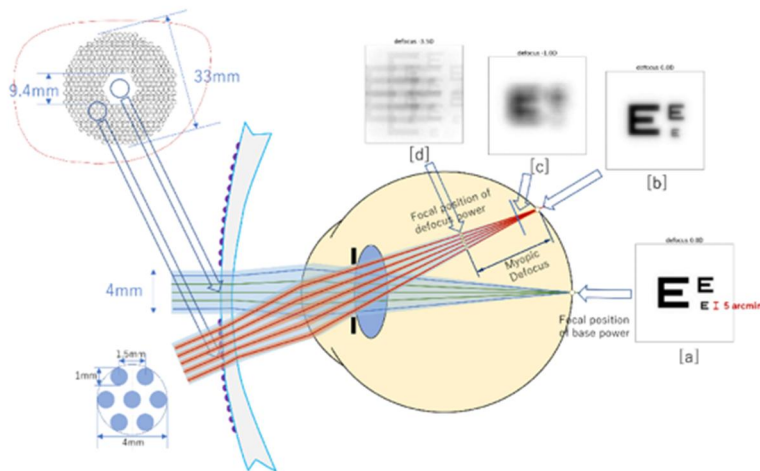 33mm
9.4mm
4mm
1.5mm
1mm
4mm
defocus -3.5D
[d]
defocus -1.0D
E
[c]
defocus 0.0D
E E
E
[b]
Focal position of
defocus power
Myopic
Defocus
Focal position
of base power
defocus 0.0D
E E
E 5 arcmin
[a]